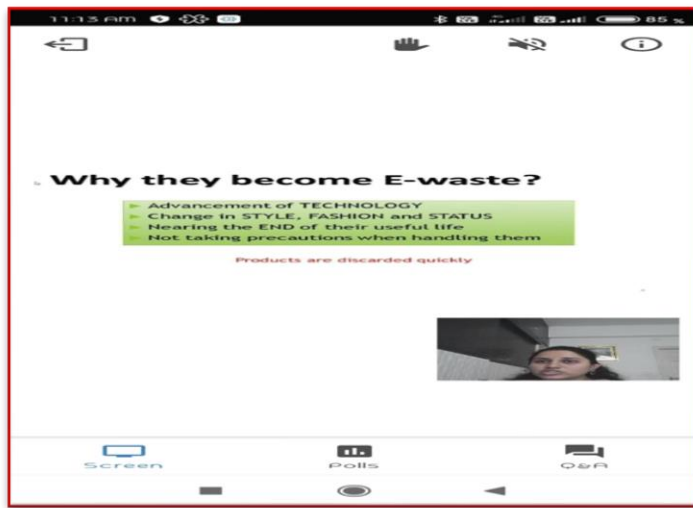 11:13 AM
85 %
Why they become E-waste?
Advancement of TECHNOLOGY
Change in STYLE, FASHION and STATUS
Nearing the END of their useful life
Not taking precautions when handling them
Products are discarded quickly
Screen
Polls
Q&A